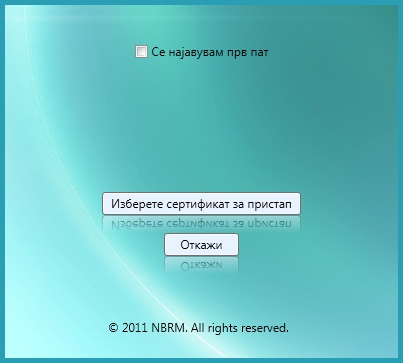 Се најавувам прв пат
Изберете сертификат за пристап
Откажи
© 2011 NBRM. All rights reserved.